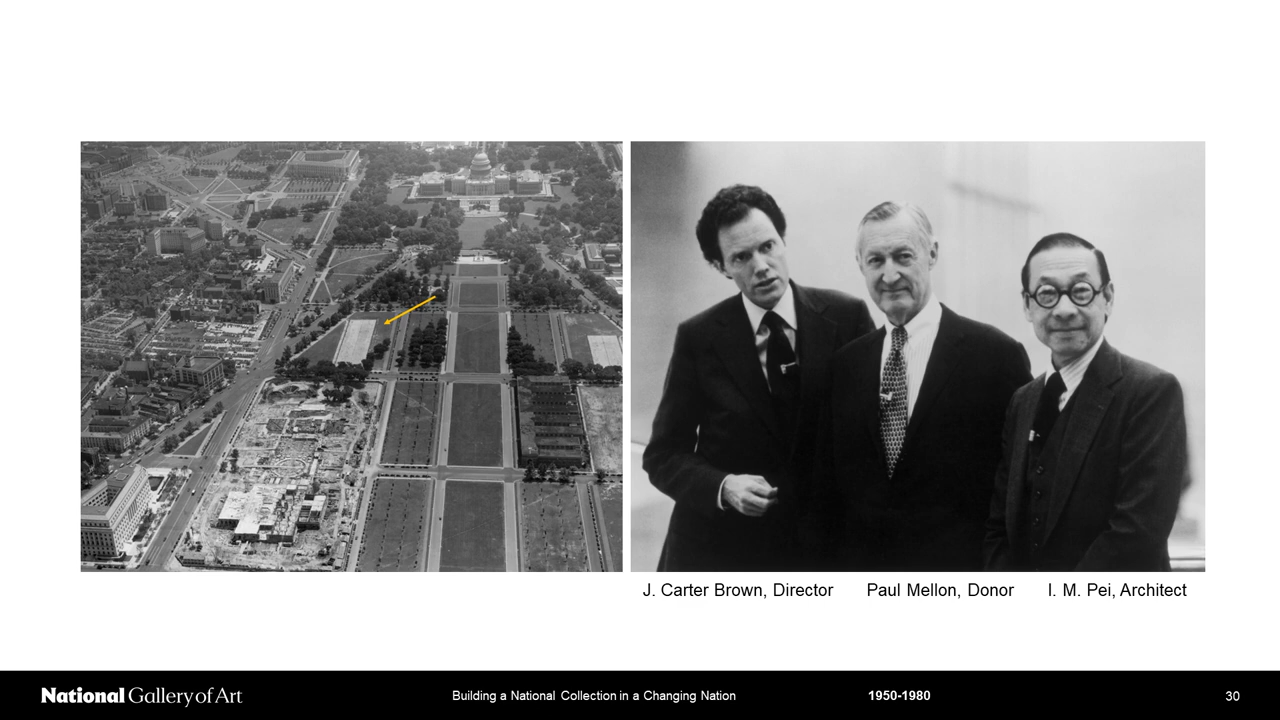 J. Carter Brown, Director Paul Mellon, Donor I. M. Pei, Architect
National Gallery of Art Building a National Collection in a Changing Nation 1950-1980 30